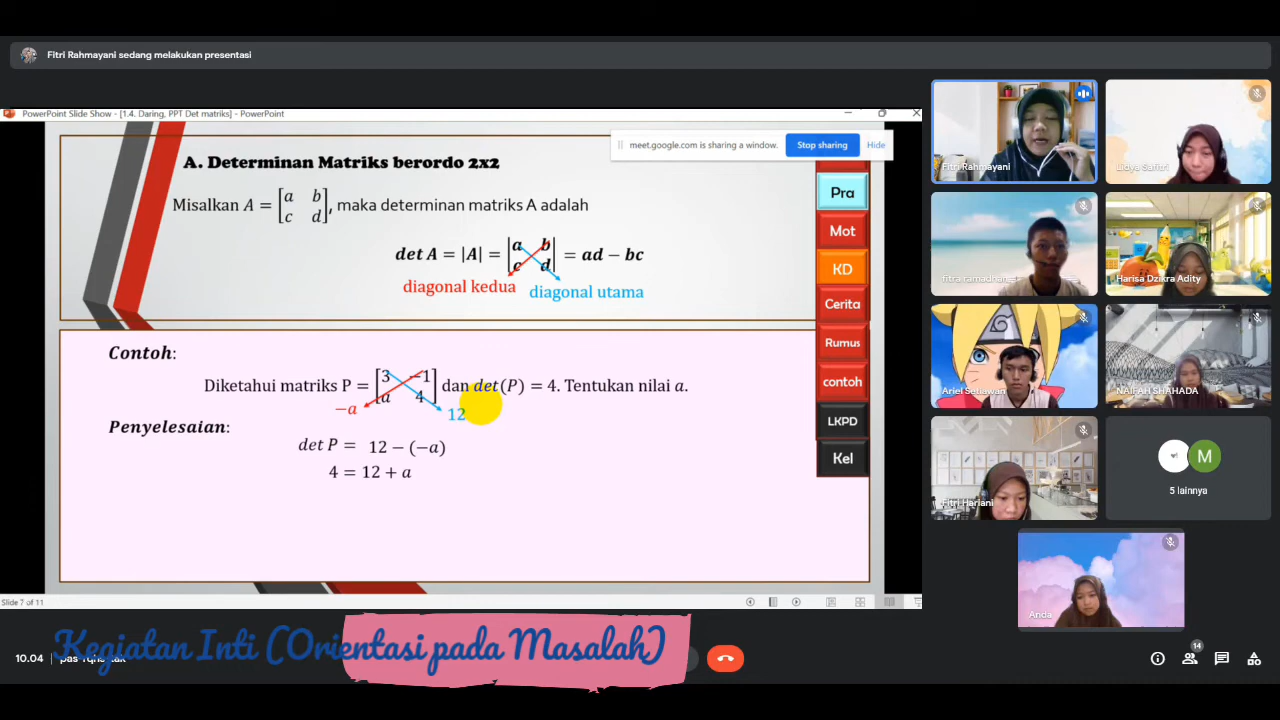 Fitri Rahmayani sedang melakukan presentasi
PowerPoint Slide Show - [1.4. Daring, PPT Det matriks] - PowerPoint
meet.google.com is sharing a window.
Stop sharing
Hide
A. Determinan Matriks berordo 2x2
Misalkan A = [a b
c d], maka determinan matriks A adalah
det A = |A| = |a b
c d| = ad − bc
diagonal kedua
diagonal utama
Contoh:
Diketahui matriks P = [3 −1
a 4] dan det(P) = 4. Tentukan nilai a.
−a
12
Penyelesaian:
det P = 12 − (−a)
4 = 12 + a
Pra
Mot
KD
Cerita
Rumus
contoh
LKPD
Kel
Slide 7 of 11
Fitri Rahmayani
Lidya Safitri
fitra ramadhan
Harisa Dzikra Adity
Ariel Setiawan
NAIFAH SHAHADA
Fitri Hariani
M
5 lainnya
Anda
Kegiatan Inti (Orientasi pada Masalah)
10.04
14